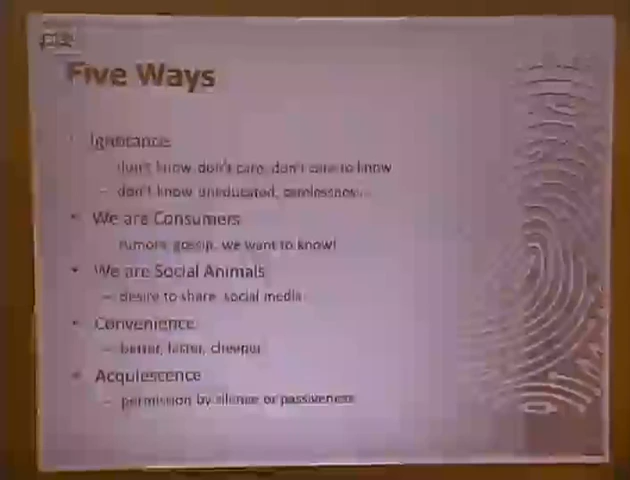 Five Ways
• Ignorance
– don't know, don't care, don't care to know
– don't know uneducated, carelessness...
• We are Consumers
– rumors, gossip, we want to know!
• We are Social Animals
– desire to share, social media
• Convenience
– better, faster, cheaper
• Acquiescence
– permission by silence or passiveness